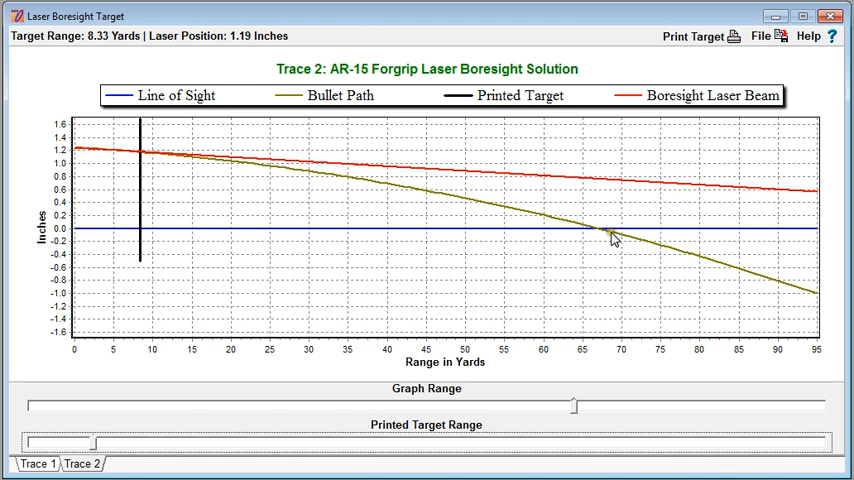 Laser Boresight Target
Target Range: 8.33 Yards | Laser Position: 1.19 Inches
Print Target File Help ?
Trace 2: AR-15 Forgrip Laser Boresight Solution
Line of Sight Bullet Path Printed Target Boresight Laser Beam
1.6
1.4
1.2
1.0
0.8
0.6
0.4
0.2
0.0
-0.2
-0.4
-0.6
-0.8
-1.0
-1.2
-1.4
-1.6
Inches
0 5 10 15 20 25 30 35 40 45 50 55 60 65 70 75 80 85 90 95
Range in Yards
Graph Range
Printed Target Range
Trace 1 Trace 2